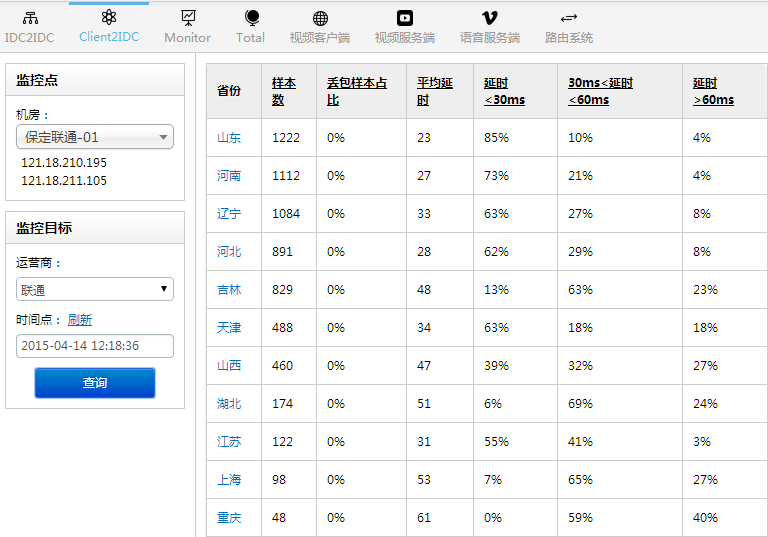 IDC2IDC Client2IDC Monitor Total 视频客户端 视频服务端 语音服务端 路由系统
监控点
机房：
保定联通-01
121.18.210.195
121.18.211.105
监控目标
运营商：
联通
时间点： 刷新
2015-04-14 12:18:36
查询
省份 样本数 丢包样本占比 平均延时 延时<30ms 30ms<延时<60ms 延时>60ms
山东 1222 0% 23 85% 10% 4%
河南 1112 0% 27 73% 21% 4%
辽宁 1084 0% 33 63% 27% 8%
河北 891 0% 28 62% 29% 8%
吉林 829 0% 48 13% 63% 23%
天津 488 0% 34 63% 18% 18%
山西 460 0% 47 39% 32% 27%
湖北 174 0% 51 6% 69% 24%
江苏 122 0% 31 55% 41% 3%
上海 98 0% 53 7% 65% 27%
重庆 48 0% 61 0% 59% 40%